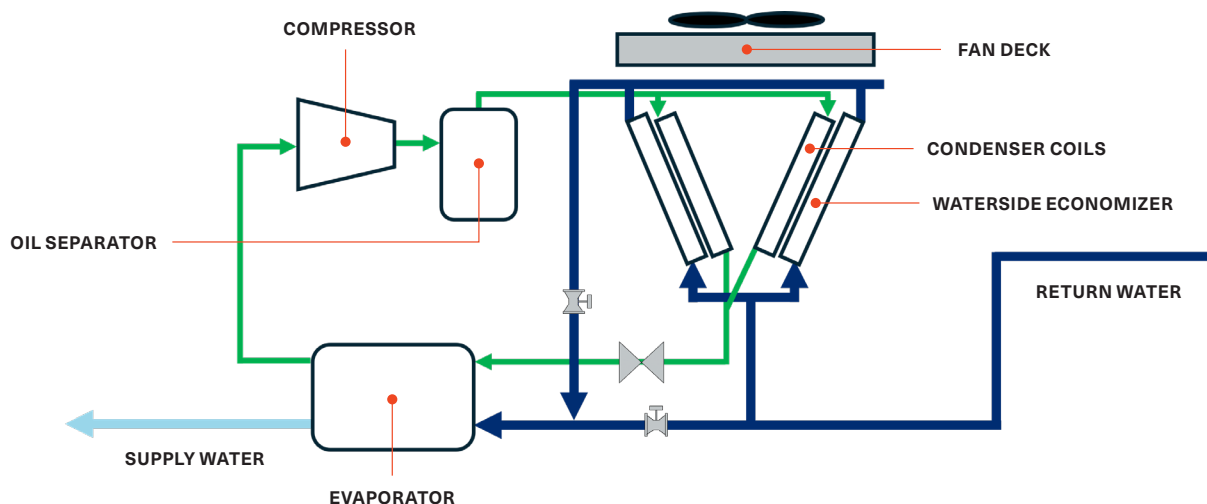 COMPRESSOR
FAN DECK
CONDENSER COILS
WATERSIDE ECONOMIZER
OIL SEPARATOR
RETURN WATER
SUPPLY WATER
EVAPORATOR